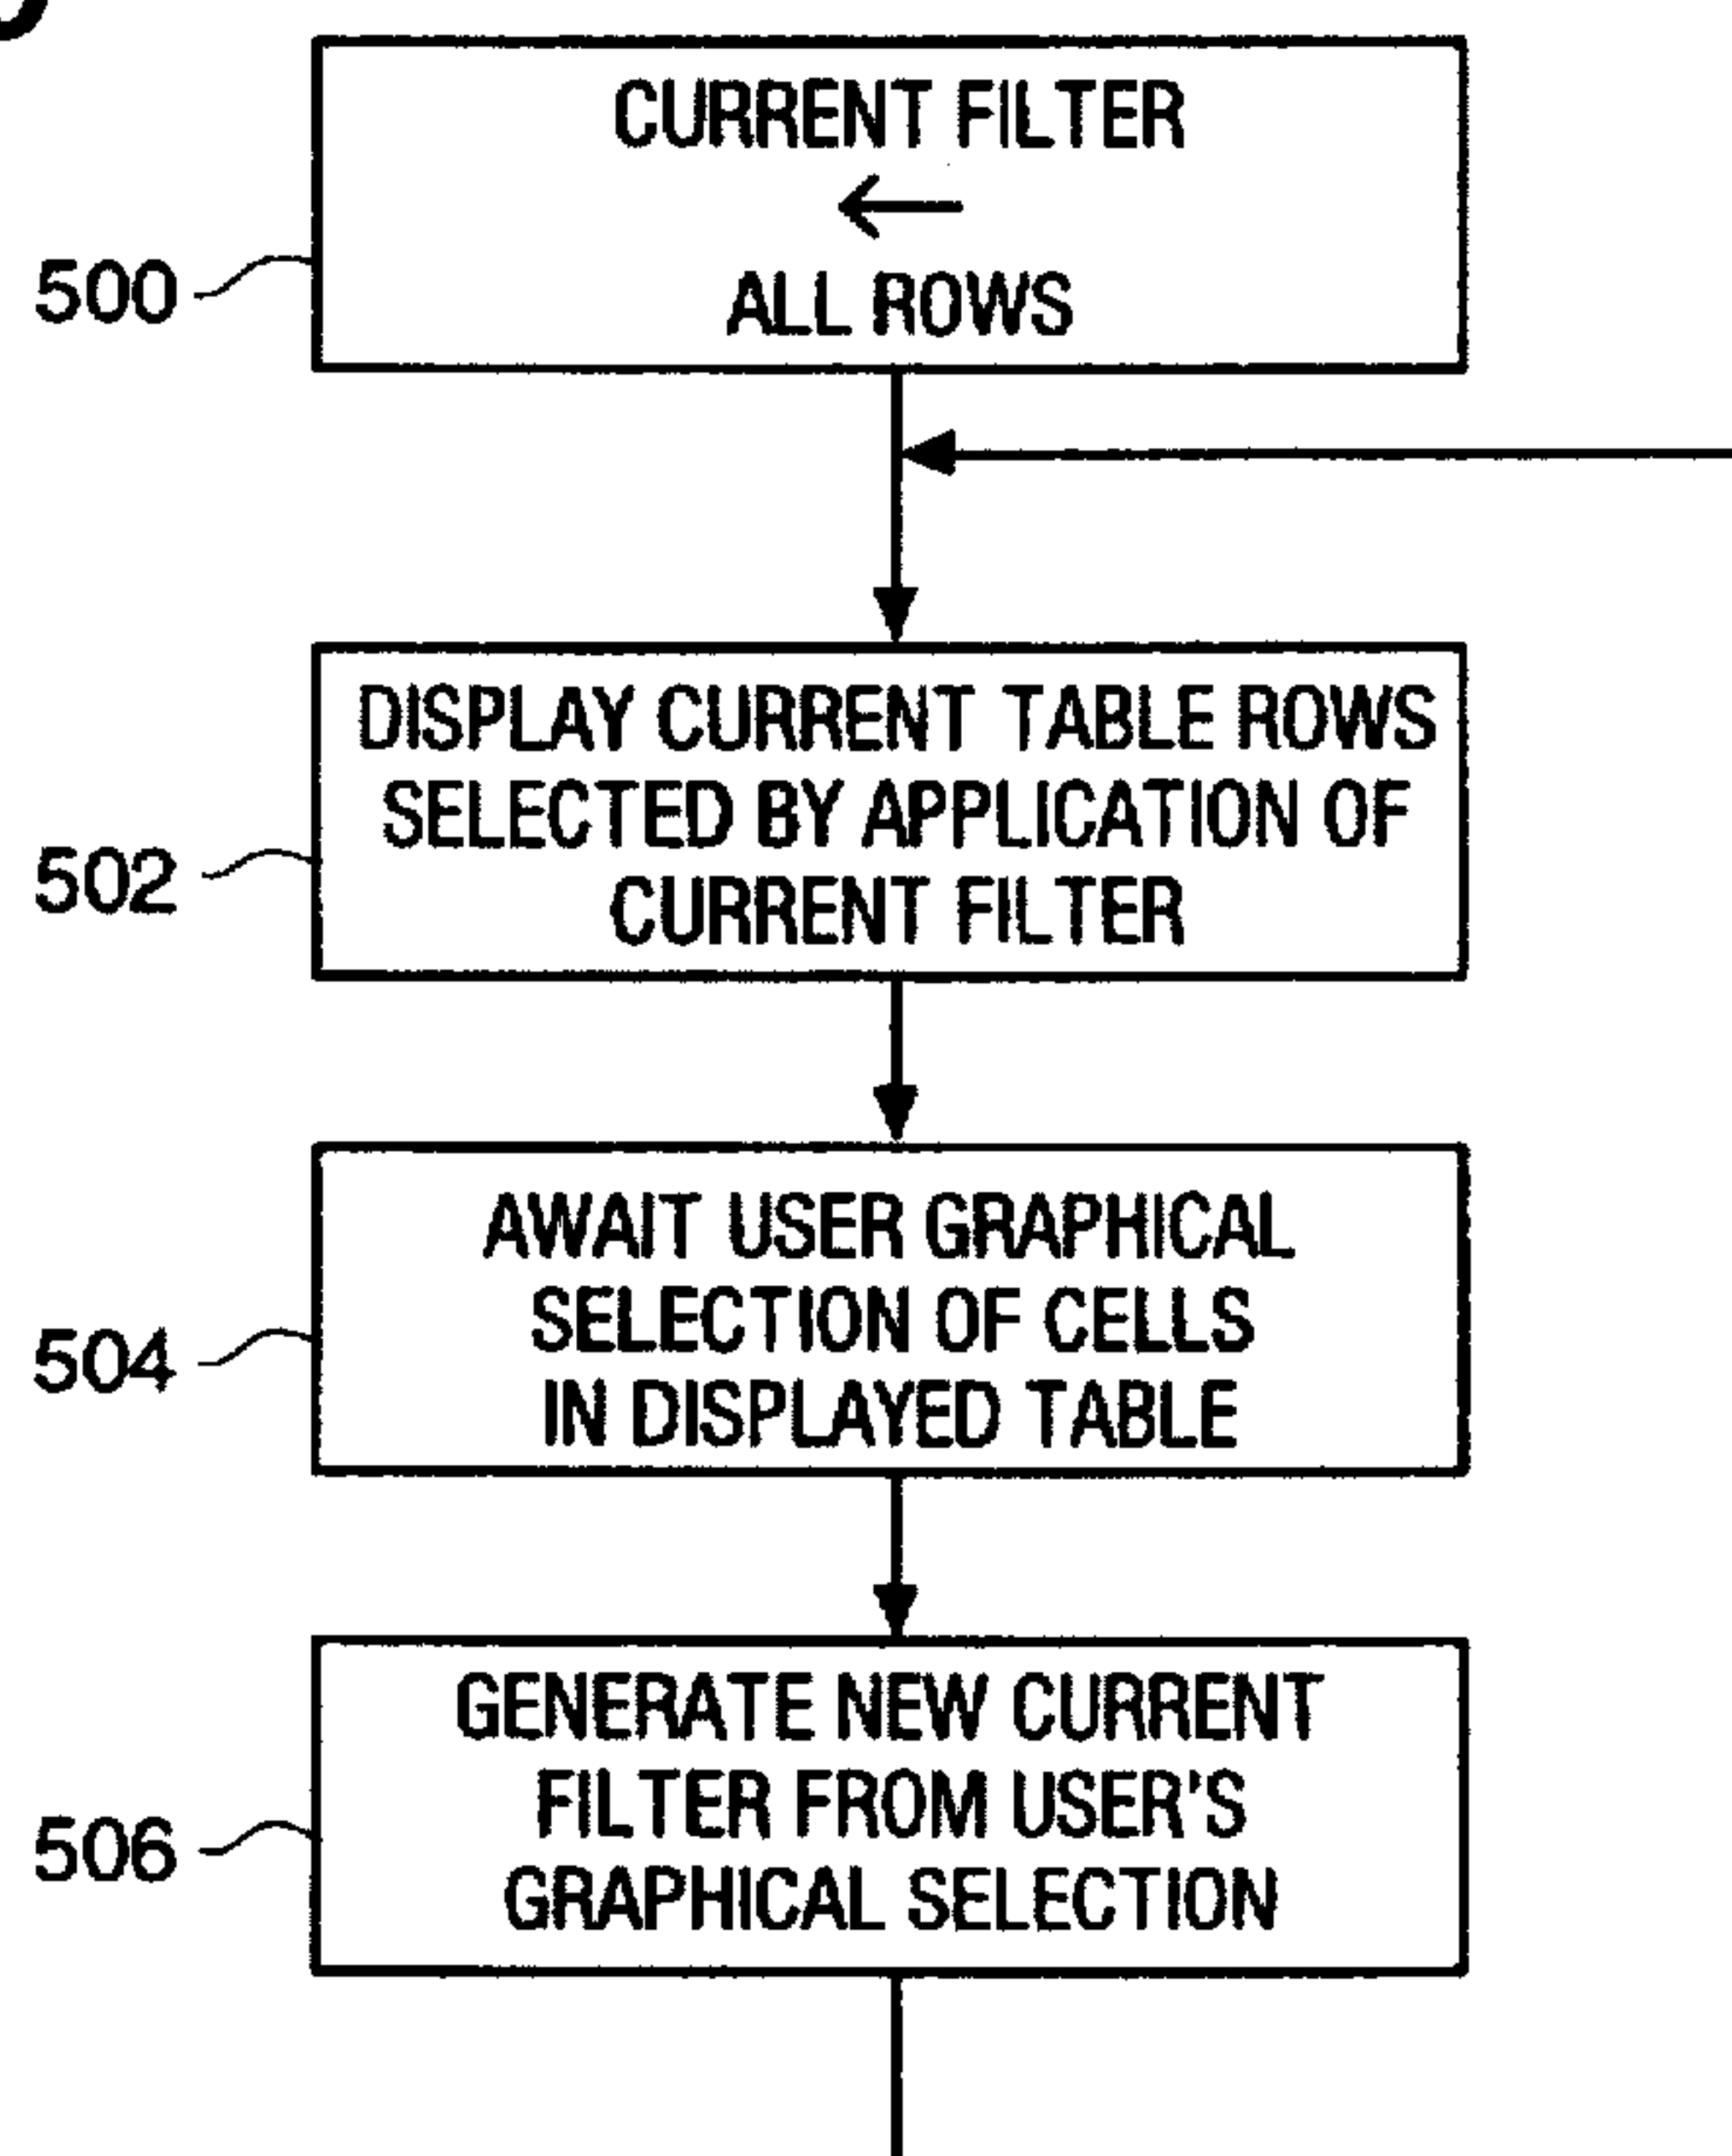 CURRENT FILTER
←
ALL ROWS
500
DISPLAY CURRENT TABLE ROWS
SELECTED BY APPLICATION OF
CURRENT FILTER
502
AWAIT USER GRAPHICAL
SELECTION OF CELLS
IN DISPLAYED TABLE
504
GENERATE NEW CURRENT
FILTER FROM USER'S
GRAPHICAL SELECTION
506